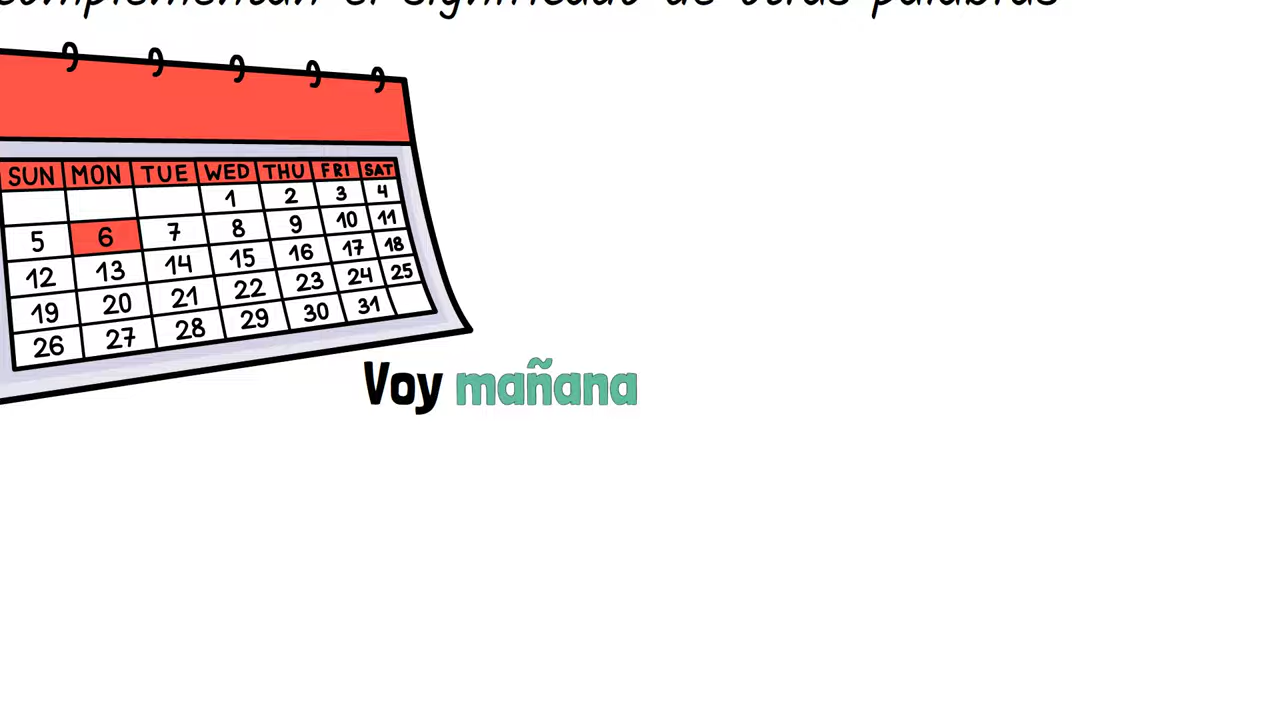 complementan el significado de otras palabras
SUN MON TUE WED THU FRI SAT
1 2 3 4
5 6 7 8 9 10 11
12 13 14 15 16 17 18
19 20 21 22 23 24 25
26 27 28 29 30 31
Voy mañana